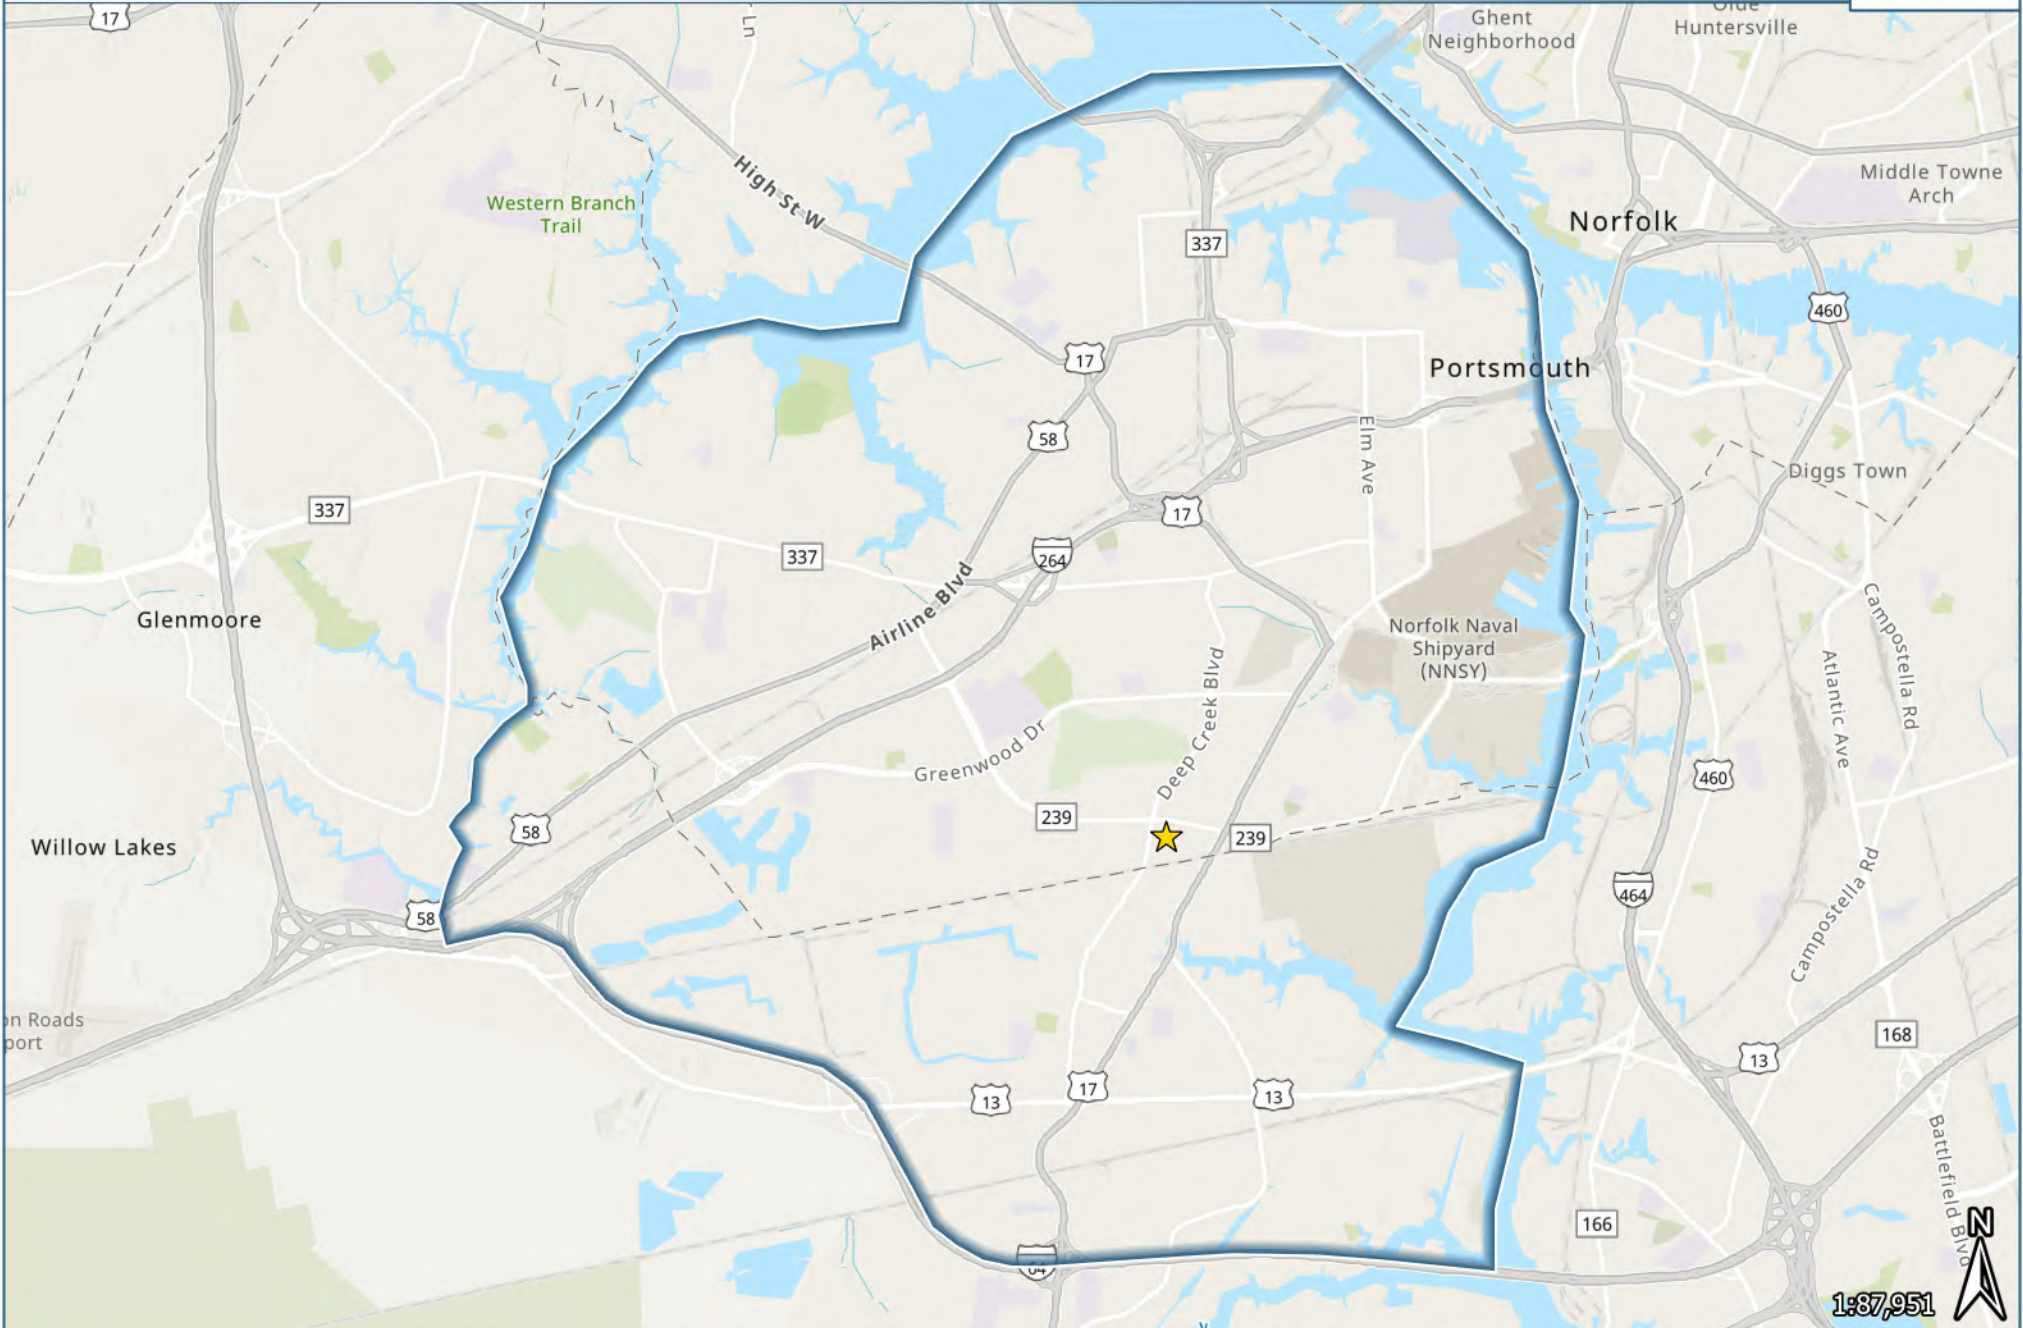 17
Ln
Ghent
Neighborhood
Olde
Huntersville
Middle Towne
Arch
High St W
Western Branch
Trail
Norfolk
337
460
17
Portsmouth
58
Elm Ave
Diggs Town
337
17
337
264
Airline Blvd
Glenmoore
Norfolk Naval
Shipyard
(NNSY)
Campostella Rd
Atlantic Ave
Deep Creek Blvd
Greenwood Dr
460
239
58
239
Willow Lakes
464
58
Campostella Rd
on Roads
port
168
13
17
13
13
Battlefield Blvd
166
N
64
1:87,951